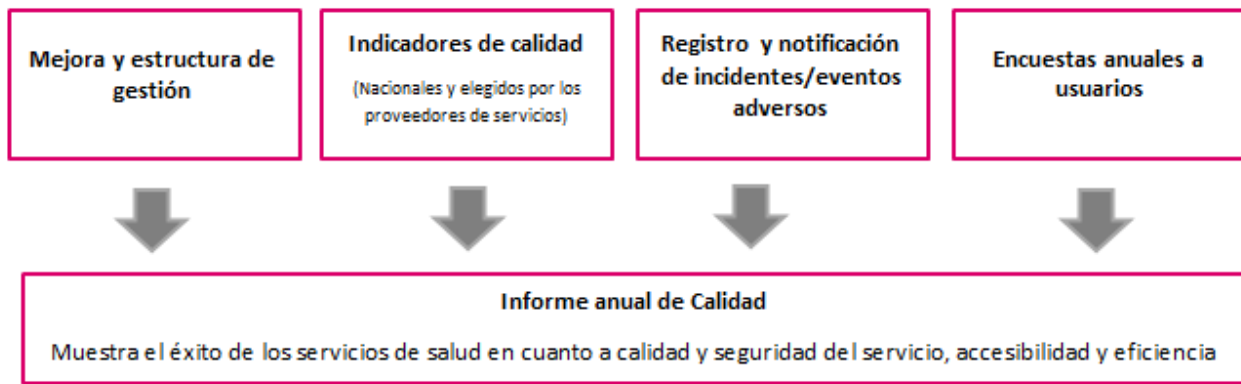 Mejora y estructura de
gestión
Indicadores de calidad
(Nacionales y elegidos por los
proveedores de servicios)
Registro y notificación
de incidentes/eventos
adversos
Encuestas anuales a
usuarios
Informe anual de Calidad
Muestra el éxito de los servicios de salud en cuanto a calidad y seguridad del servicio, accesibilidad y eficiencia